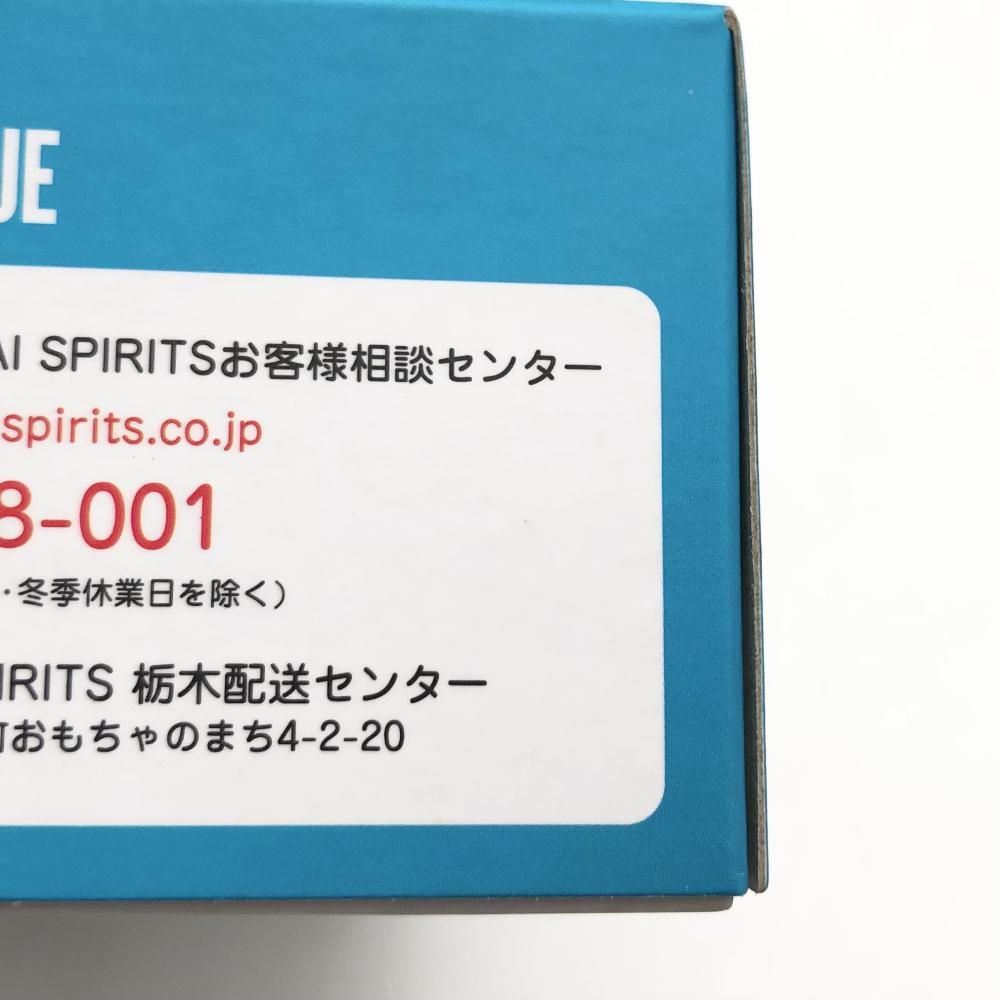 UE
AI SPIRITSお客様相談センター
spirits.co.jp
8-001
・冬季休業日を除く)
IRITS 栃木配送センター
町おもちゃのまち4-2-20